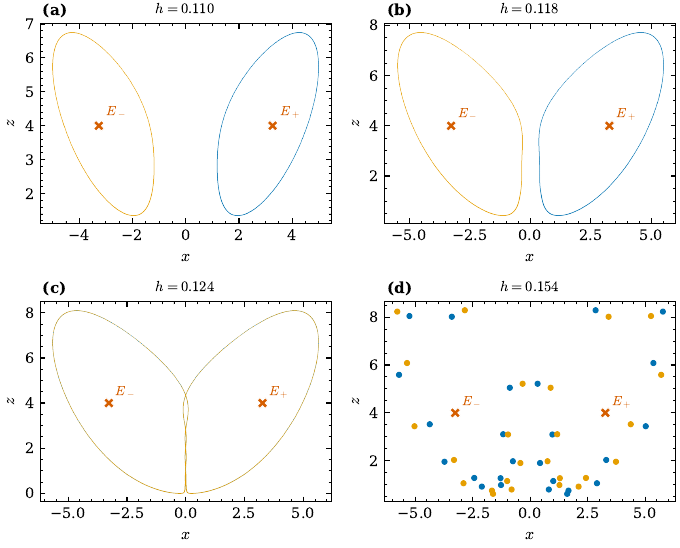 (a) h = 0.110
7
6
5
4
3
2
z
E₋
E₊
−4 −2 0 2 4
x
(b) h = 0.118
8
6
4
2
z
E₋
E₊
−5.0 −2.5 0.0 2.5 5.0
x
(c) h = 0.124
8
6
4
2
0
z
E₋
E₊
−5.0 −2.5 0.0 2.5 5.0
x
(d) h = 0.154
8
6
4
2
z
E₋
E₊
−5.0 −2.5 0.0 2.5 5.0
x